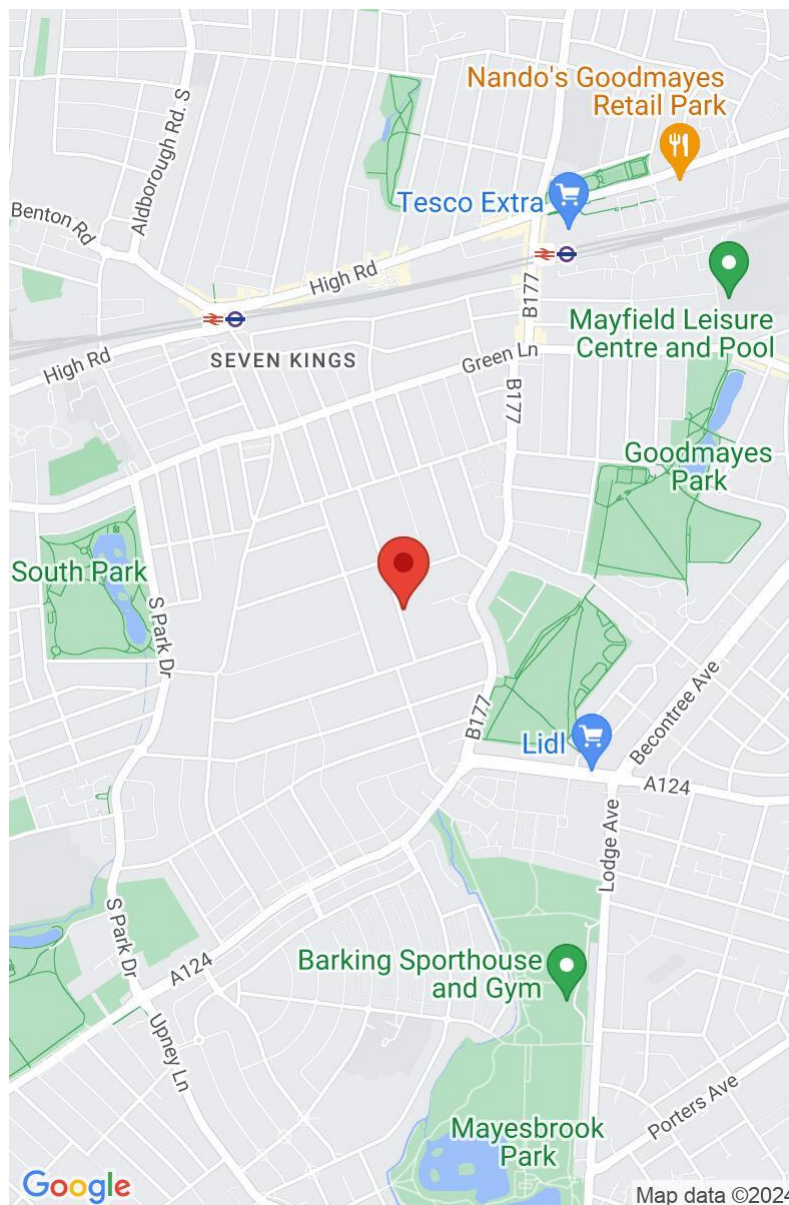 Nando's Goodmayes
Retail Park
Aldborough Rd. S
Tesco Extra
Benton Rd
High Rd
B177
Mayfield Leisure
Centre and Pool
High Rd
SEVEN KINGS
Green Ln
B177
Goodmayes
Park
South Park
S Park Dr
B177
Becontree Ave
Lidl
A124
Lodge Ave
S Park Dr
A124
Barking Sporthouse
and Gym
Upney Ln
Porters Ave
Mayesbrook
Park
Google
Map data ©2024